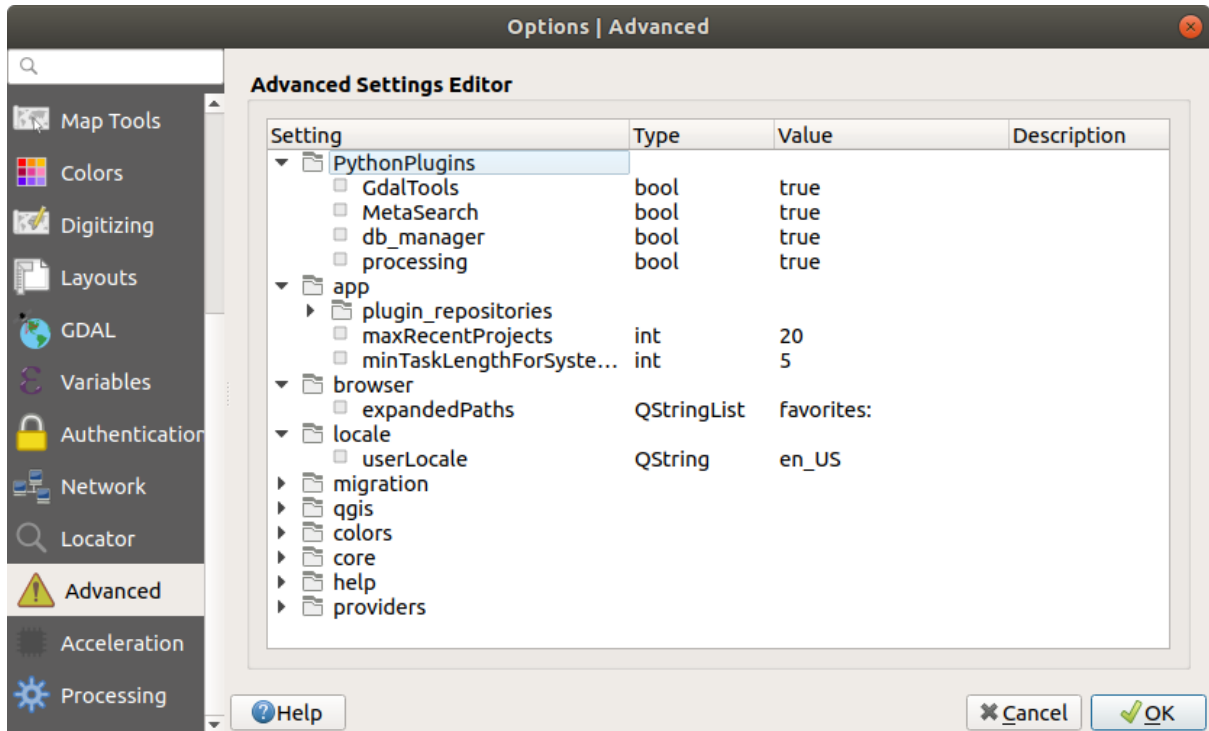 Options | Advanced
Map Tools
Colors
Digitizing
Layouts
GDAL
Variables
Authentication
Network
Locator
Advanced
Acceleration
Processing
Advanced Settings Editor
Setting Type Value Description
PythonPlugins
GdalTools bool true
MetaSearch bool true
db_manager bool true
processing bool true
app
plugin_repositories
maxRecentProjects int 20
minTaskLengthForSyste... int 5
browser
expandedPaths QStringList favorites:
locale
userLocale QString en_US
migration
qgis
colors
core
help
providers
Help Cancel OK